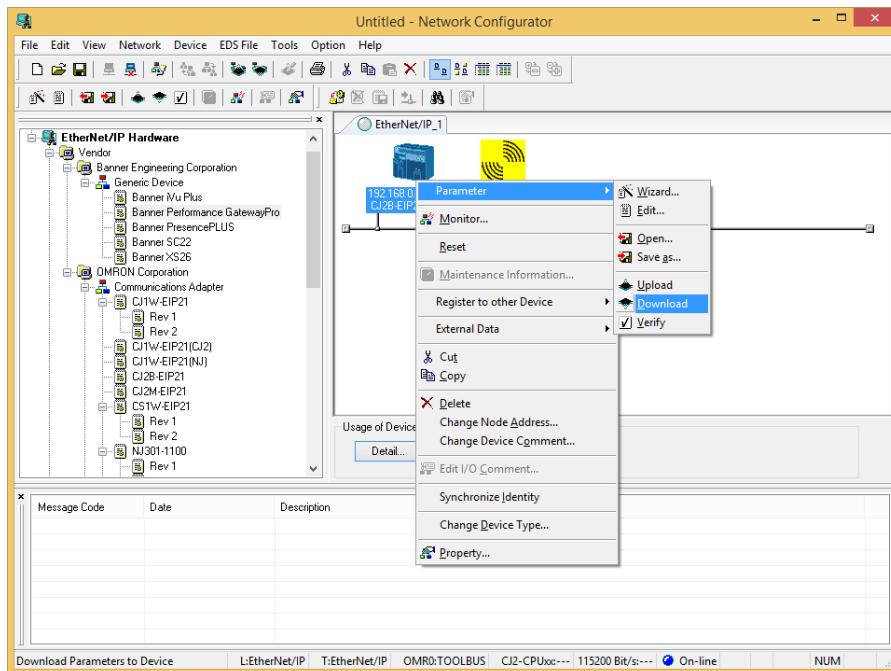 Untitled - Network Configurator
File Edit View Network Device EDS File Tools Option Help
EtherNet/IP Hardware
Vendor
Banner Engineering Corporation
Generic Device
Banner iVu Plus
Banner Performance GatewayPro
Banner PresencePLUS
Banner SC22
Banner XS26
OMRON Corporation
Communications Adapter
CJ1W-EIP21
Rev 1
Rev 2
CJ1W-EIP21(CJ2)
CJ1W-EIP21(NJ)
CJ2B-EIP21
CJ2M-EIP21
CS1W-EIP21
Rev 1
Rev 2
NJ301-1100
Rev 1
EtherNet/IP_1
192.168.0.
CJ2B-EIP2
Parameter
Monitor...
Reset
Maintenance Information...
Register to other Device
External Data
Cut
Copy
Delete
Change Node Address...
Change Device Comment...
Edit I/O Comment...
Synchronize Identity
Change Device Type...
Property...
Wizard...
Edit...
Open...
Save as...
Upload
Download
Verify
Usage of Device
Detail...
Message Code Date Description
Download Parameters to Device L:EtherNet/IP T:EtherNet/IP OMR0:TOOLBUS CJ2-CPUxx:--- 115200 Bit/s:--- On-line NUM